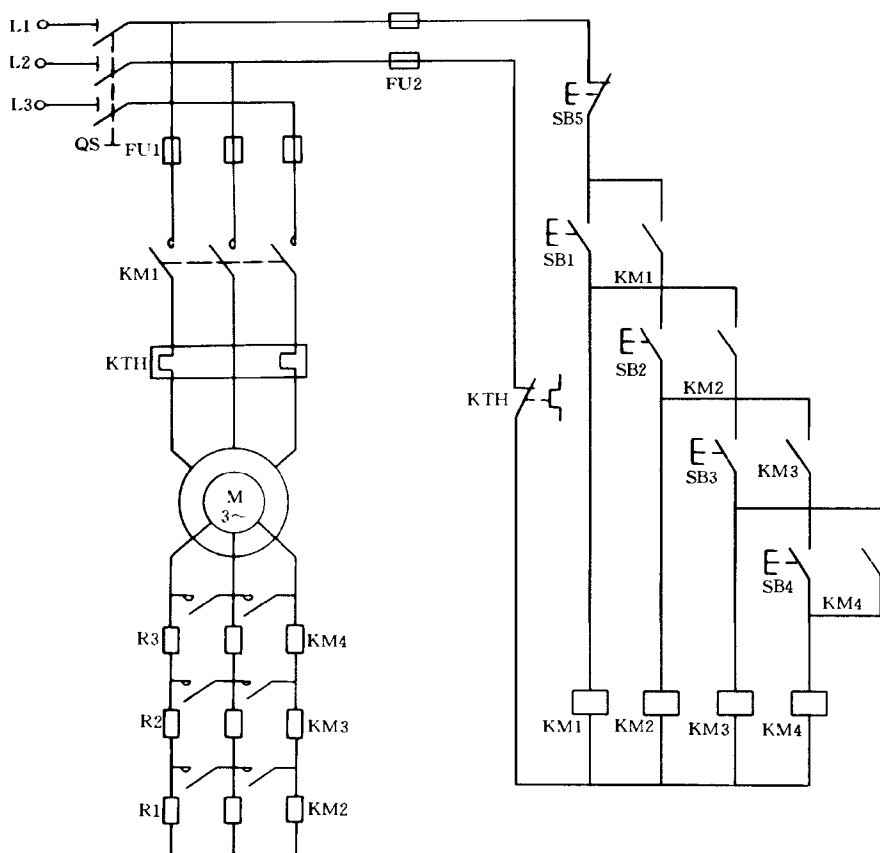 L1
L2
FU2
L3
SB5
QS
FU1
SB1
KM1
KM1
SB2
KTH
KM2
KTH
SB3
KM3
M
3~
SB4
KM4
R3
KM4
R2
KM3
KM1
KM2
KM3
KM4
R1
KM2